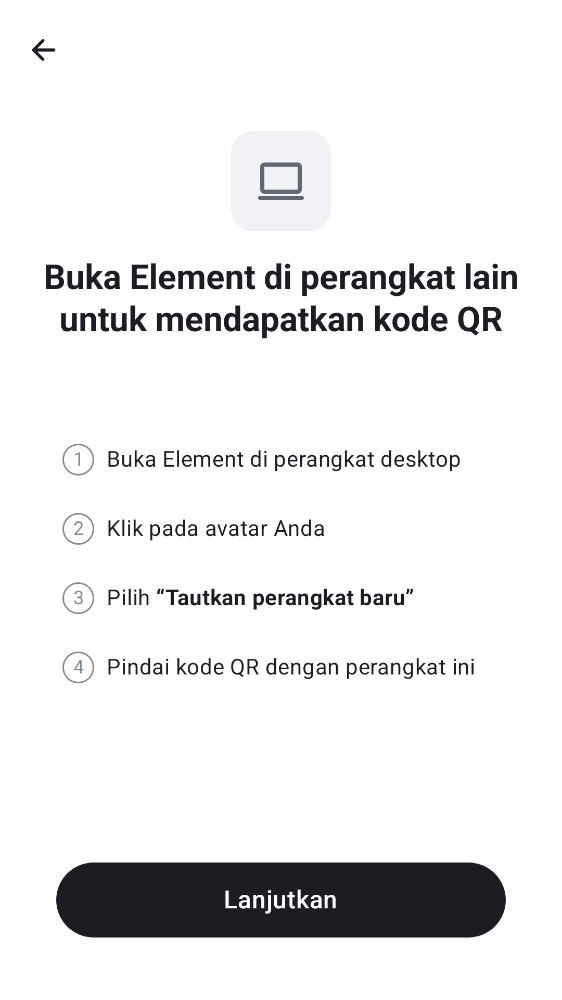 Buka Element di perangkat lain
untuk mendapatkan kode QR
1 Buka Element di perangkat desktop
2 Klik pada avatar Anda
3 Pilih “Tautkan perangkat baru”
4 Pindai kode QR dengan perangkat ini
Lanjutkan